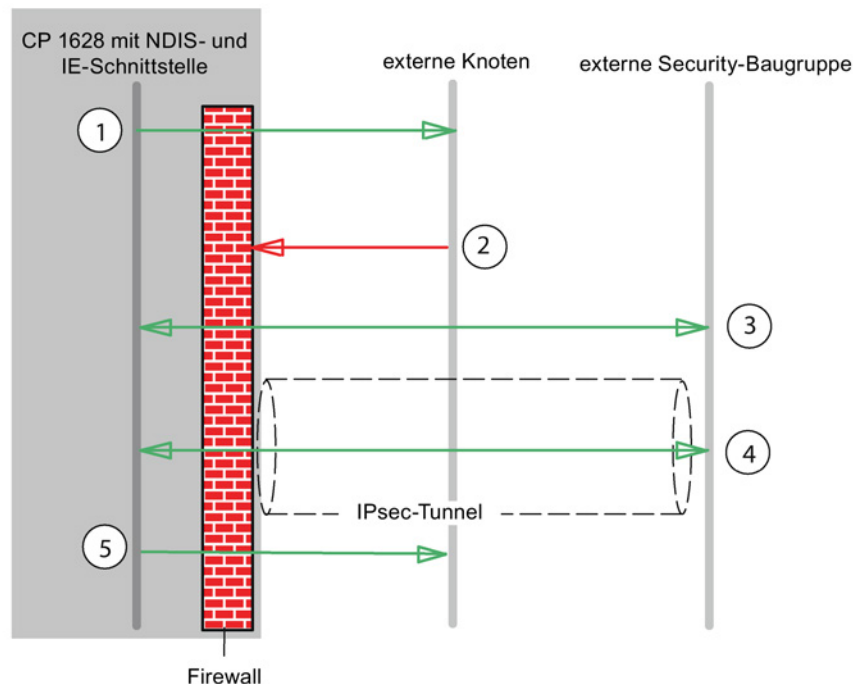 CP 1628 mit NDIS- und
IE-Schnittstelle
externe Knoten
externe Security-Baugruppe
1
2
3
4
IPsec-Tunnel
5
Firewall